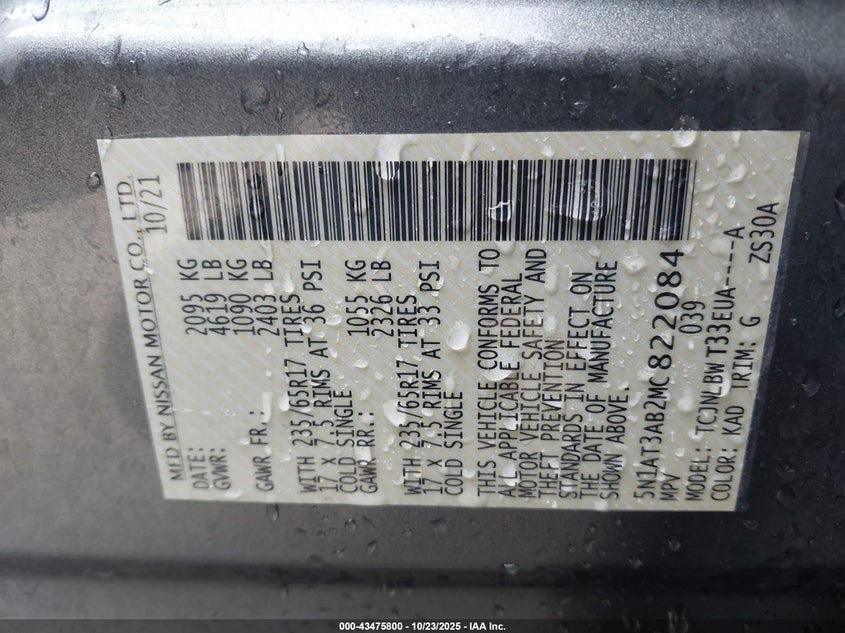 MFD BY NISSAN MOTOR CO., LTD.
DATE: 10/21
GVWR: 2095 KG
4619 LB
GAWR FR.: 1090 KG
2403 LB
WITH 235/65R17 TIRES
17 X 7.5 RIMS AT 36 PSI
COLD SINGLE
GAWR RR.: 1055 KG
2326 LB
WITH 235/65R17 TIRES
17 X 7.5 RIMS AT 33 PSI
COLD SINGLE
THIS VEHICLE CONFORMS TO
ALL APPLICABLE FEDERAL
MOTOR VEHICLE SAFETY AND
THEFT PREVENTION
STANDARDS IN EFFECT ON
THE DATE OF MANUFACTURE
SHOWN ABOVE.
5N1AT3AB2MC822084
MPV 039
MODEL: TCJNLBW T33EUA----A
COLOR: KAD TRIM: G ZS30A
000-43475800 - 10/23/2025 - IAA Inc.